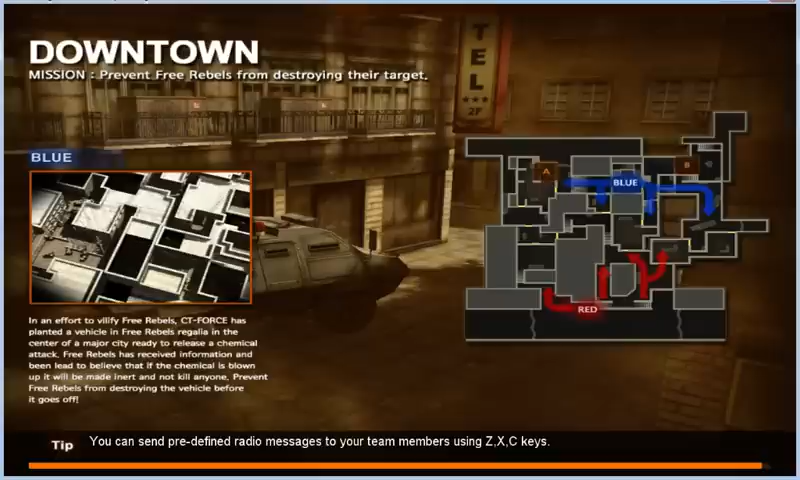 DOWNTOWN
MISSION : Prevent Free Rebels from destroying their target.
TEL
2F
BLUE
A
BLUE
B
RED
In an effort to vilify Free Rebels, CT-FORCE has
planted a vehicle in Free Rebels regalia in the
center of a major city ready to release a chemical
attack. Free Rebels has received information and
been lead to believe that if the chemical is blown
up it will be made inert and not kill anyone. Prevent
Free Rebels from destroying the vehicle before
it goes off!
Tip
You can send pre-defined radio messages to your team members using Z,X,C keys.